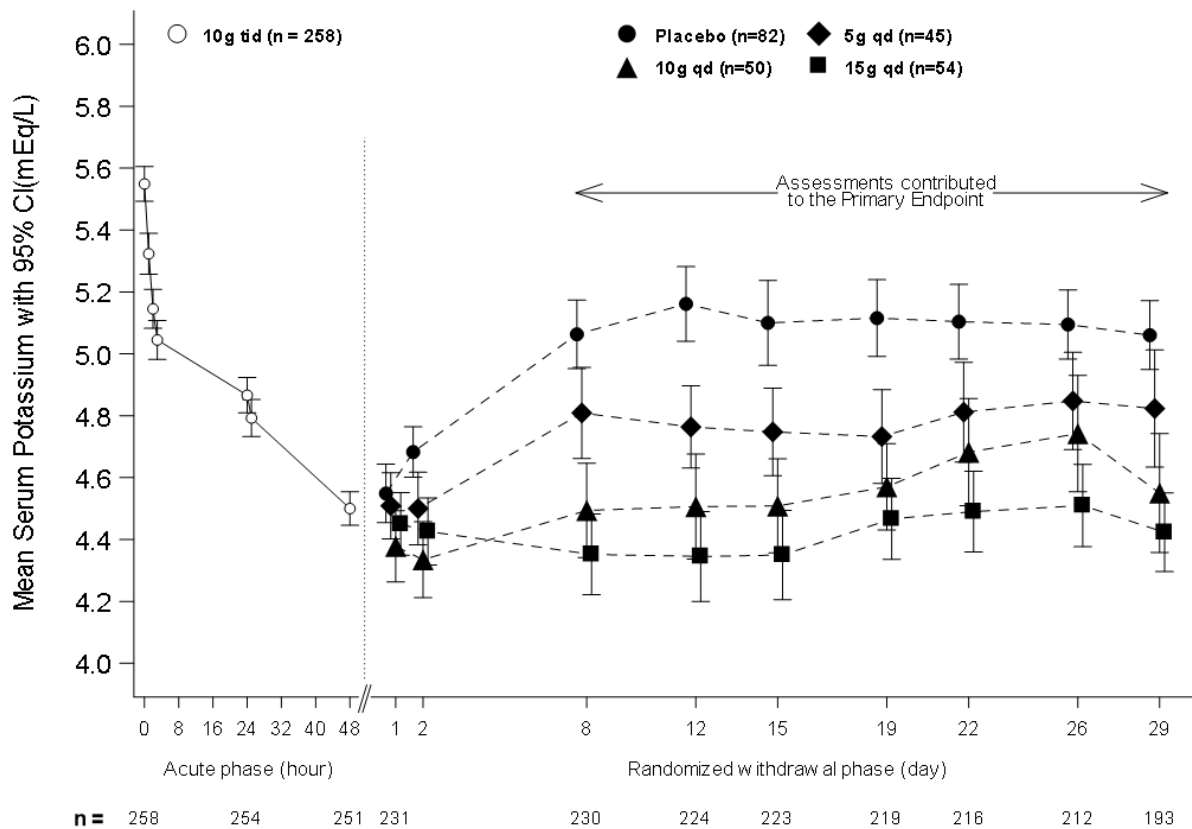 Mean Serum Potassium with 95% CI(mEq/L)
6.0
5.8
5.6
5.4
5.2
5.0
4.8
4.6
4.4
4.2
4.0
10g tid (n = 258)
Placebo (n=82)
5g qd (n=45)
10g qd (n=50)
15g qd (n=54)
Assessments contributed
to the Primary Endpoint
0 8 16 24 32 40 48 1 2 8 12 15 19 22 26 29
Acute phase (hour) Randomized withdrawal phase (day)
n = 258 254 251 231 230 224 223 219 216 212 193